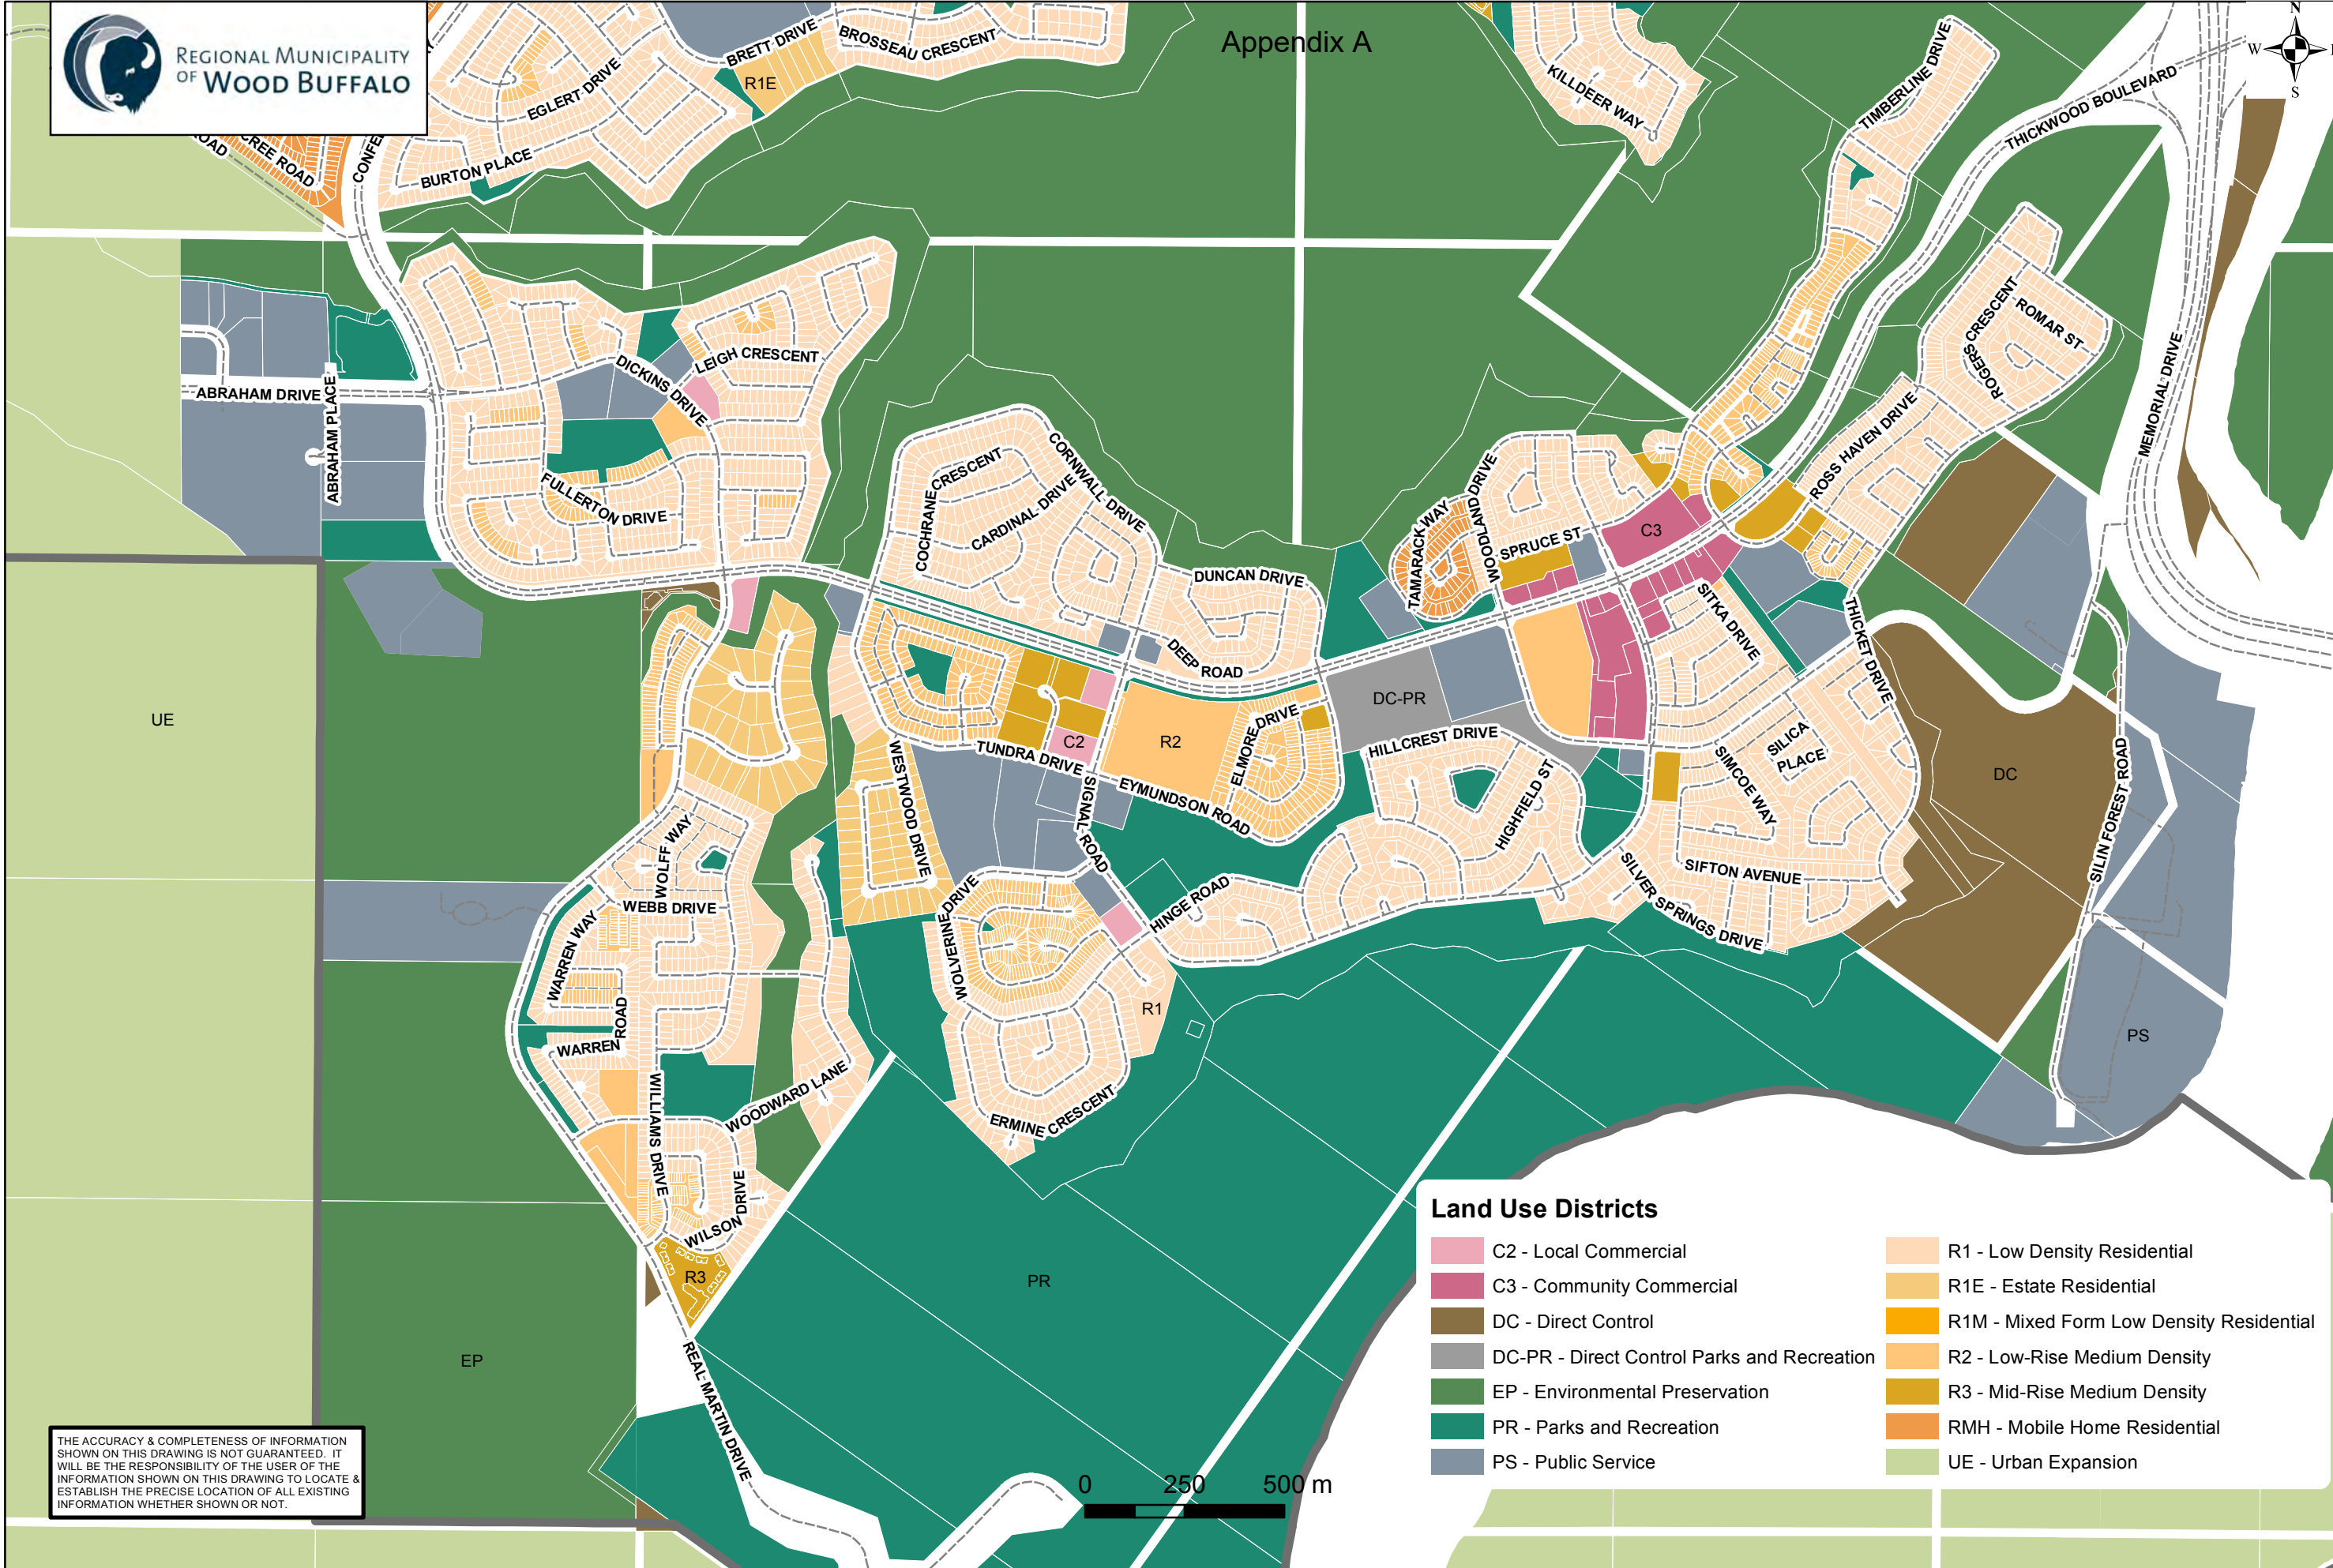 Appendix A
REGIONAL MUNICIPALITY
OF WOOD BUFFALO
N
W
S
BRETT DRIVE
BROSSEAU CRESCENT
R1E
EGLERT DRIVE
BURTON PLACE
CREE ROAD
ROAD
CONFE
KILLDEER WAY
TIMBERLINE DRIVE
THICKWOOD BOULEVARD
ROGERS CRESCENT
ROMAR ST
MEMORIAL DRIVE
ROSS HAVEN DRIVE
ABRAHAM DRIVE
ABRAHAM PLACE
DICKINS DRIVE
LEIGH CRESCENT
FULLERTON DRIVE
COCHRANE CRESCENT
CARDINAL DRIVE
CORNWALL DRIVE
DUNCAN DRIVE
DEEP ROAD
TAMARACK WAY
WOODLAND DRIVE
SPRUCE ST
C3
SITKA DRIVE
THICKET DRIVE
UE
DC-PR
HILLCREST DRIVE
HIGHFIELD ST
SILICA
PLACE
SIMCOE WAY
DC
SILIN FOREST ROAD
TUNDRA DRIVE
C2
R2
ELMORE DRIVE
EYMUNDSON ROAD
SIGNAL ROAD
WESTWOOD DRIVE
WOLFF WAY
WEBB DRIVE
WARREN WAY
WARREN ROAD
WOLVERINE DRIVE
HINGE ROAD
SIFTON AVENUE
SILVER SPRINGS DRIVE
R1
PS
WOODWARD LANE
WILLIAMS DRIVE
ERMINE CRESCENT
WILSON DRIVE
R3
PR
EP
REAL MARTIN DRIVE
Land Use Districts
C2 - Local Commercial
C3 - Community Commercial
DC - Direct Control
DC-PR - Direct Control Parks and Recreation
EP - Environmental Preservation
PR - Parks and Recreation
PS - Public Service
R1 - Low Density Residential
R1E - Estate Residential
R1M - Mixed Form Low Density Residential
R2 - Low-Rise Medium Density
R3 - Mid-Rise Medium Density
RMH - Mobile Home Residential
UE - Urban Expansion
0 250 500 m
THE ACCURACY & COMPLETENESS OF INFORMATION
SHOWN ON THIS DRAWING IS NOT GUARANTEED. IT
WILL BE THE RESPONSIBILITY OF THE USER OF THE
INFORMATION SHOWN ON THIS DRAWING TO LOCATE &
ESTABLISH THE PRECISE LOCATION OF ALL EXISTING
INFORMATION WHETHER SHOWN OR NOT.